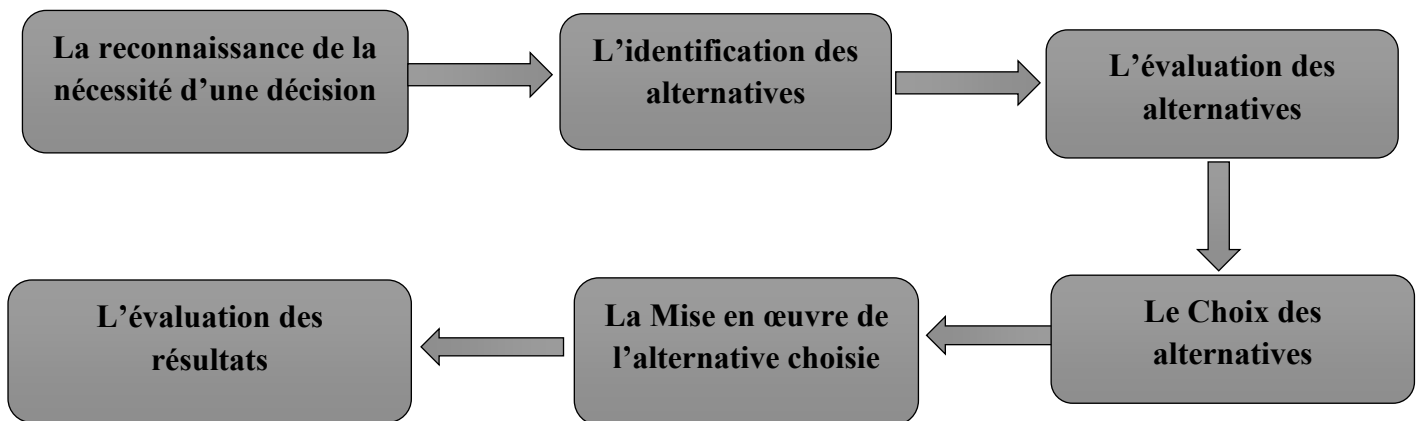 La reconnaissance de la
nécessité d’une décision
L’identification des
alternatives
L’évaluation des
alternatives
Le Choix des
alternatives
La Mise en œuvre de
l’alternative choisie
L’évaluation des
résultats